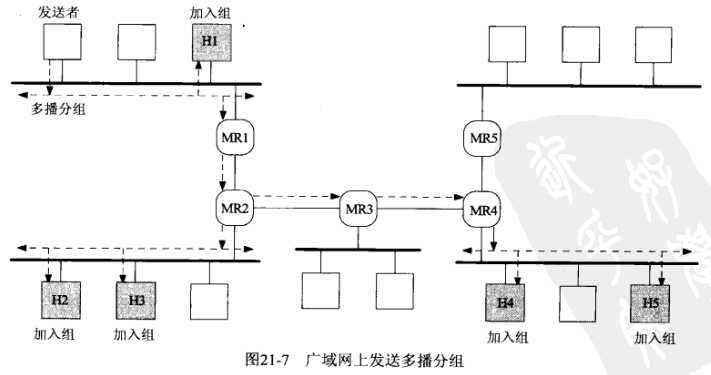 发送者
加入组
H1
多播分组
MR1
MR5
MR2
MR3
MR4
H2
H3
H4
H5
加入组
加入组
加入组
加入组
图21-7 广域网上发送多播分组